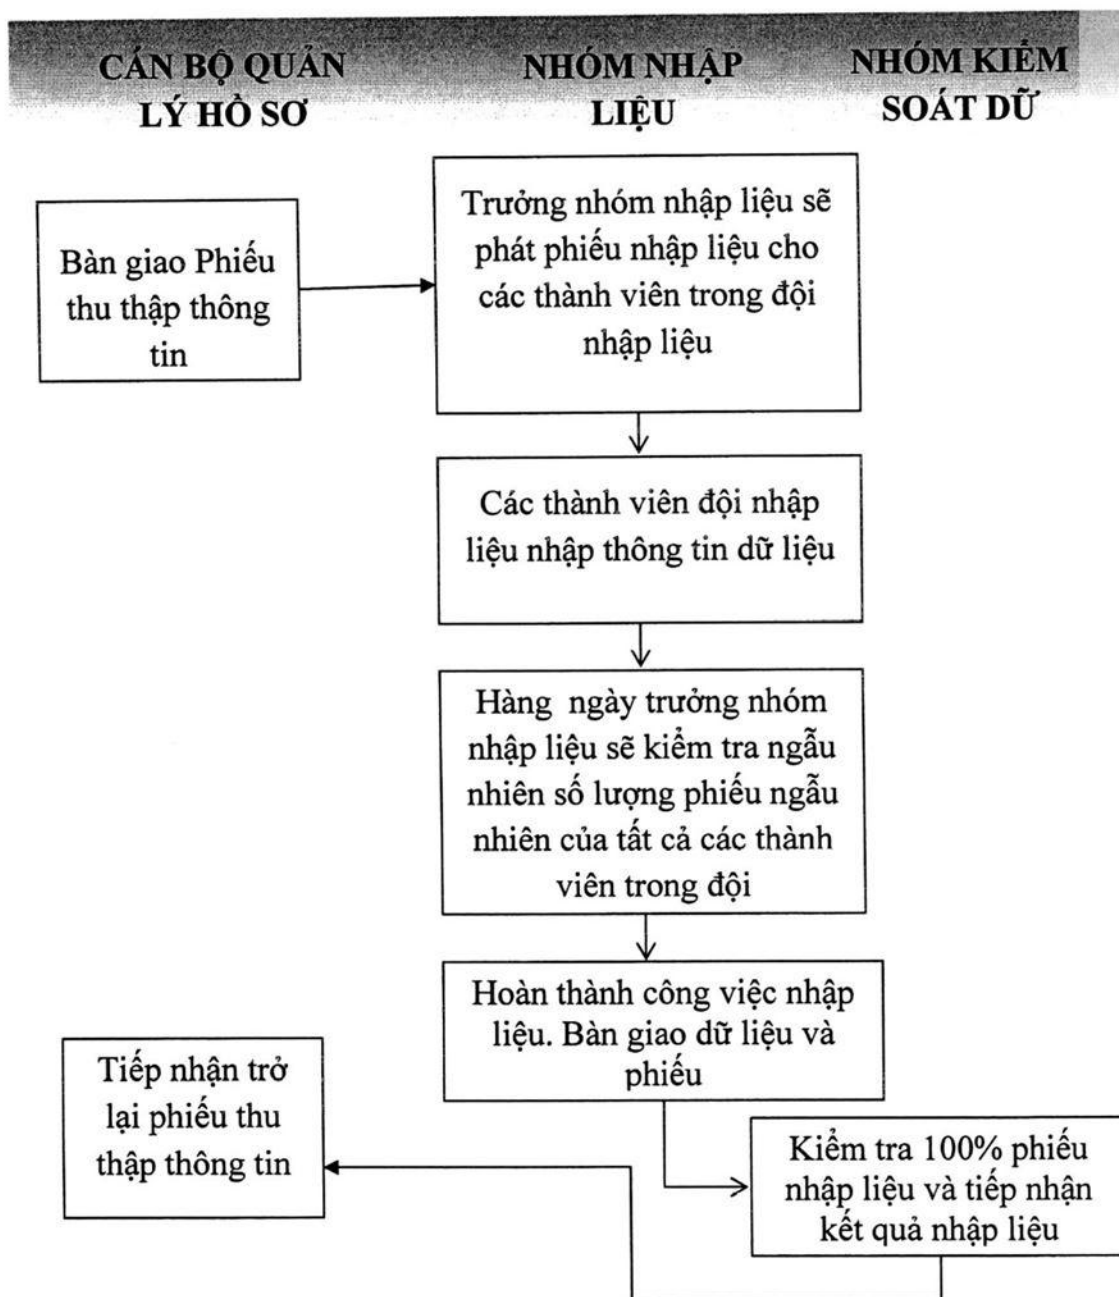 CÁN BỘ QUẢN
LÝ HỒ SƠ
NHÓM NHẬP
LIỆU
NHÓM KIỂM
SOÁT DỮ
Bàn giao Phiếu
thu thập thông
tin
Trưởng nhóm nhập liệu sẽ
phát phiếu nhập liệu cho
các thành viên trong đội
nhập liệu
Các thành viên đội nhập
liệu nhập thông tin dữ liệu
Hàng ngày trưởng nhóm
nhập liệu sẽ kiểm tra ngẫu
nhiên số lượng phiếu ngẫu
nhiên của tất cả các thành
viên trong đội
Hoàn thành công việc nhập
liệu. Bàn giao dữ liệu và
phiếu
Kiểm tra 100% phiếu
nhập liệu và tiếp nhận
kết quả nhập liệu
Tiếp nhận trở
lại phiếu thu
thập thông tin